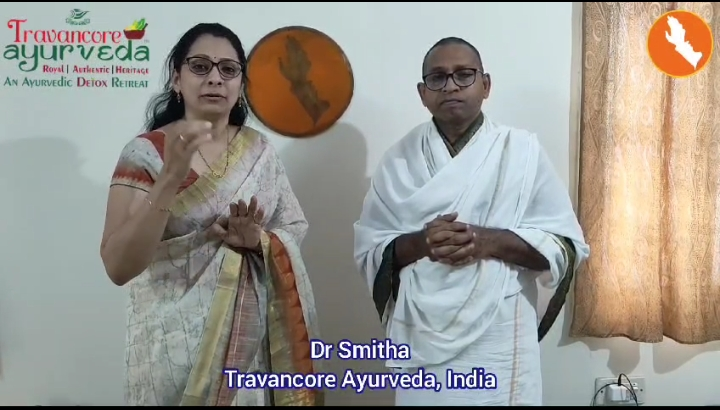 Travancore
ayurveda
Royal | Authentic | Heritage
An Ayurvedic Detox Retreat
Dr Smitha
Travancore Ayurveda, India